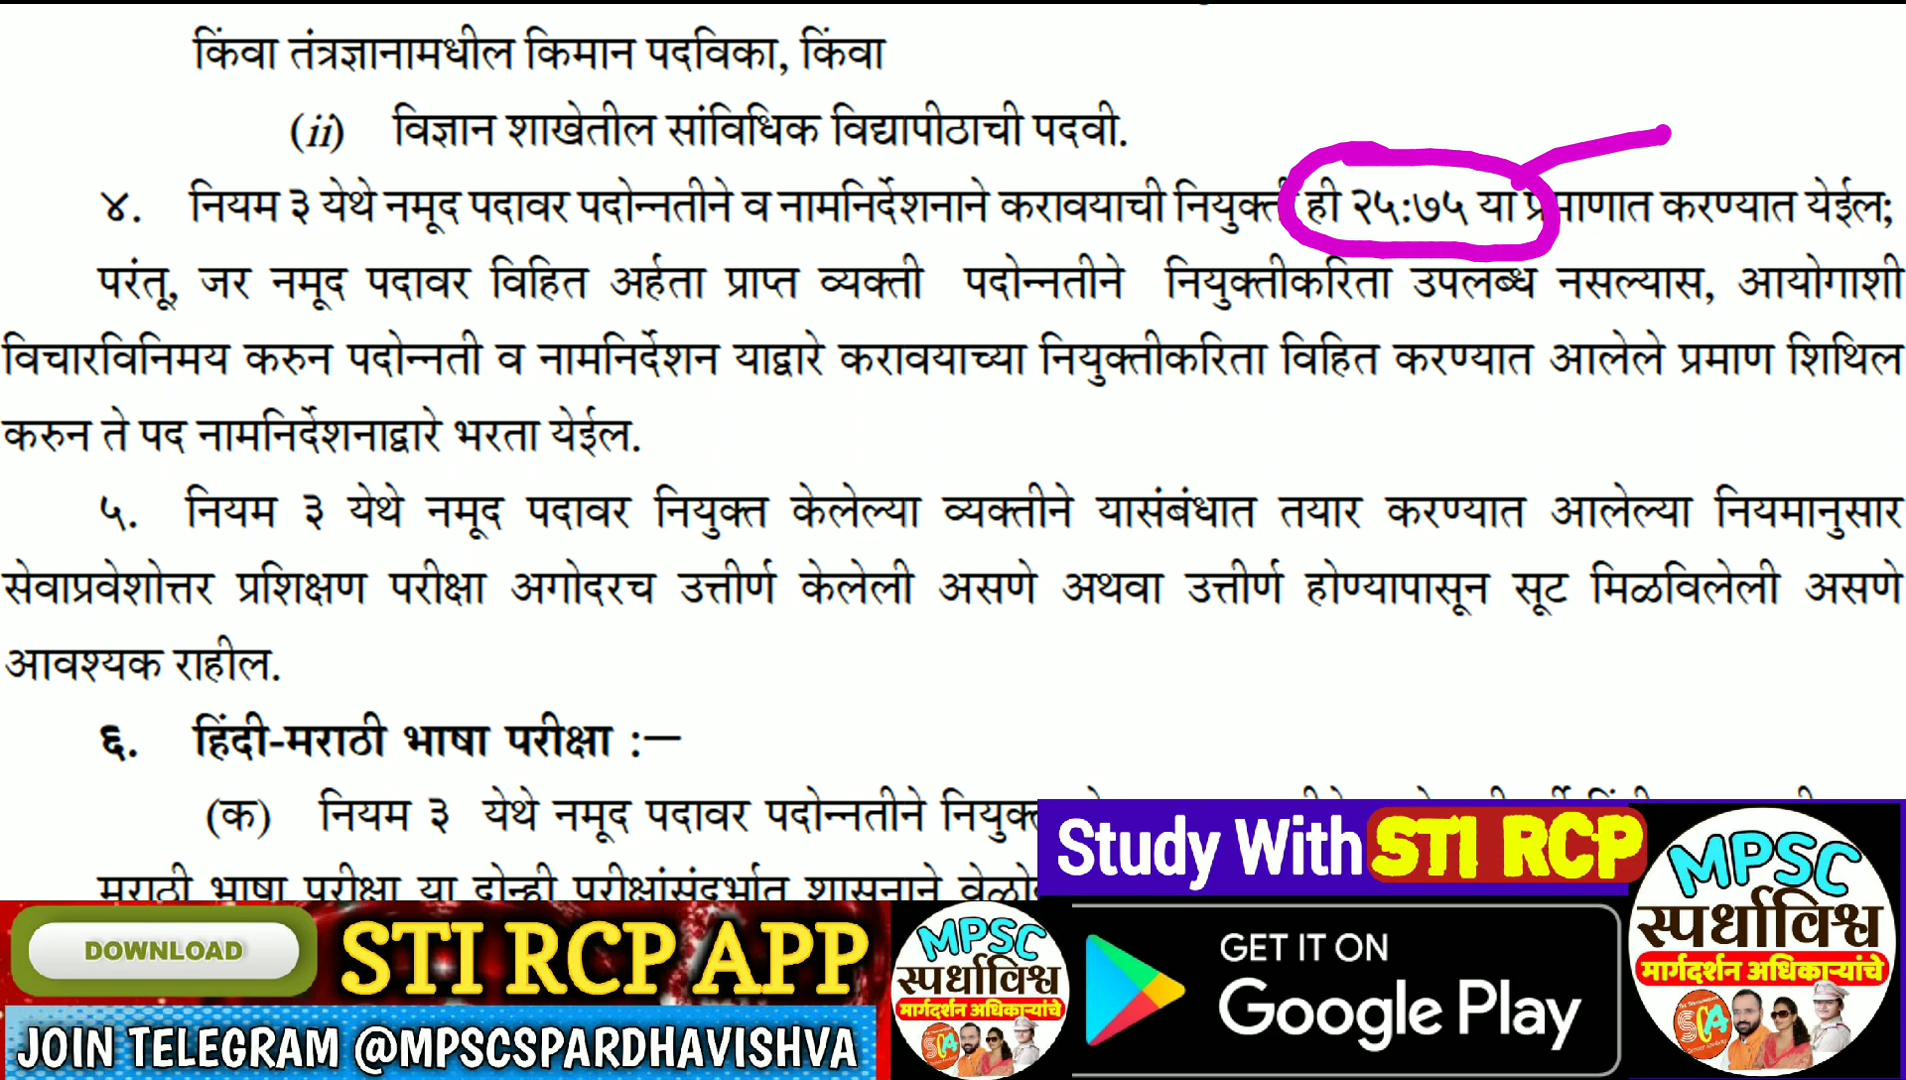 किंवा तंत्रज्ञानामधील किमान पदविका, किंवा
(ii) विज्ञान शाखेतील सांविधिक विद्यापीठाची पदवी.
४. नियम ३ येथे नमूद पदावर पदोन्नतीने व नामनिर्देशनाने करावयाची नियुक्ती ही २५:७५ या प्रमाणात करण्यात येईल;
परंतू, जर नमूद पदावर विहित अर्हता प्राप्त व्यक्ती पदोन्नतीने नियुक्तीकरिता उपलब्ध नसल्यास, आयोगाशी
विचारविनिमय करुन पदोन्नती व नामनिर्देशन याद्वारे करावयाच्या नियुक्तीकरिता विहित करण्यात आलेले प्रमाण शिथिल
करुन ते पद नामनिर्देशनाद्वारे भरता येईल.
५. नियम ३ येथे नमूद पदावर नियुक्त केलेल्या व्यक्तीने यासंबंधात तयार करण्यात आलेल्या नियमानुसार
सेवाप्रवेशोत्तर प्रशिक्षण परीक्षा अगोदरच उत्तीर्ण केलेली असणे अथवा उत्तीर्ण होण्यापासून सूट मिळविलेली असणे
आवश्यक राहील.
६. हिंदी-मराठी भाषा परीक्षा :—
(क) नियम ३ येथे नमूद पदावर पदोन्नतीने
मराठी भाषा परीक्षा या दोन्ही परीक्षांसंदर्भात शासनाने
Study With STI RCP
DOWNLOAD
STI RCP APP
JOIN TELEGRAM @MPSCSPARDHAVISHVA
MPSC
स्पर्धाविश्व
मार्गदर्शन अधिकाऱ्यांचे
GET IT ON
Google Play
MPSC
स्पर्धाविश्व
मार्गदर्शन अधिकाऱ्यांचे